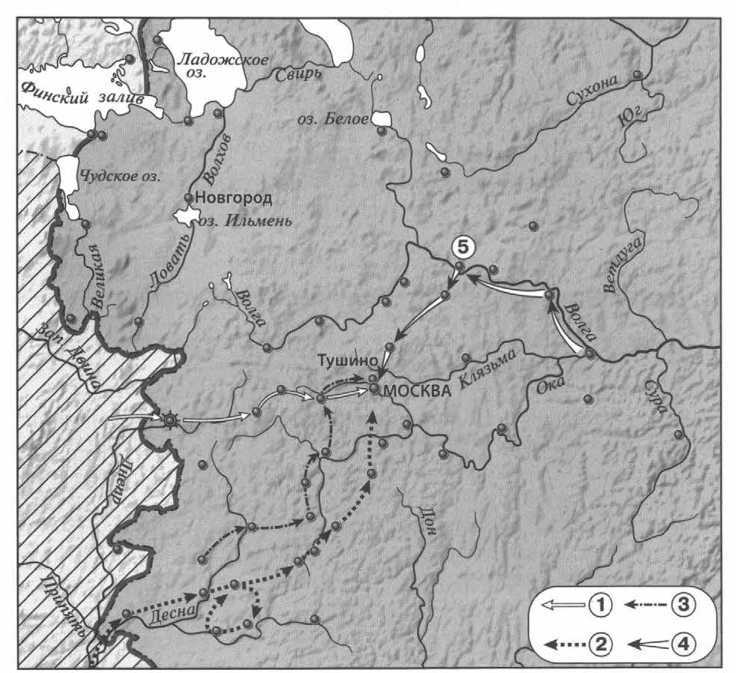 Ладожское
оз.
Свирь
Финский залив
Сухона
Юг
оз. Белое
Волхов
Чудское оз.
Новгород
оз. Ильмень
Великая
Ловать
5
Ветлуга
Волга
Волга
Зап. Двина
Тушино
Клязьма
МОСКВА
Ока
Сура
Днепр
Дон
Припять
Десна
1
3
2
4